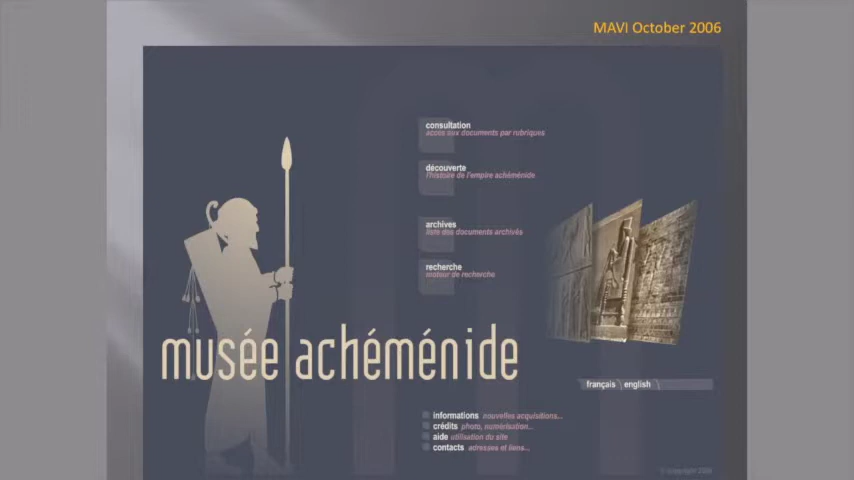 MAVI October 2006
consultation
accès aux documents par rubriques
découverte
l'histoire de l'empire achéménide
archives
liste des documents archivés
recherche
moteur de recherche
musée achéménide
français english
informations nouvelles acquisitions...
crédits photo, numérisation...
aide utilisation du site
contacts adresses et liens...
© copyright 2006